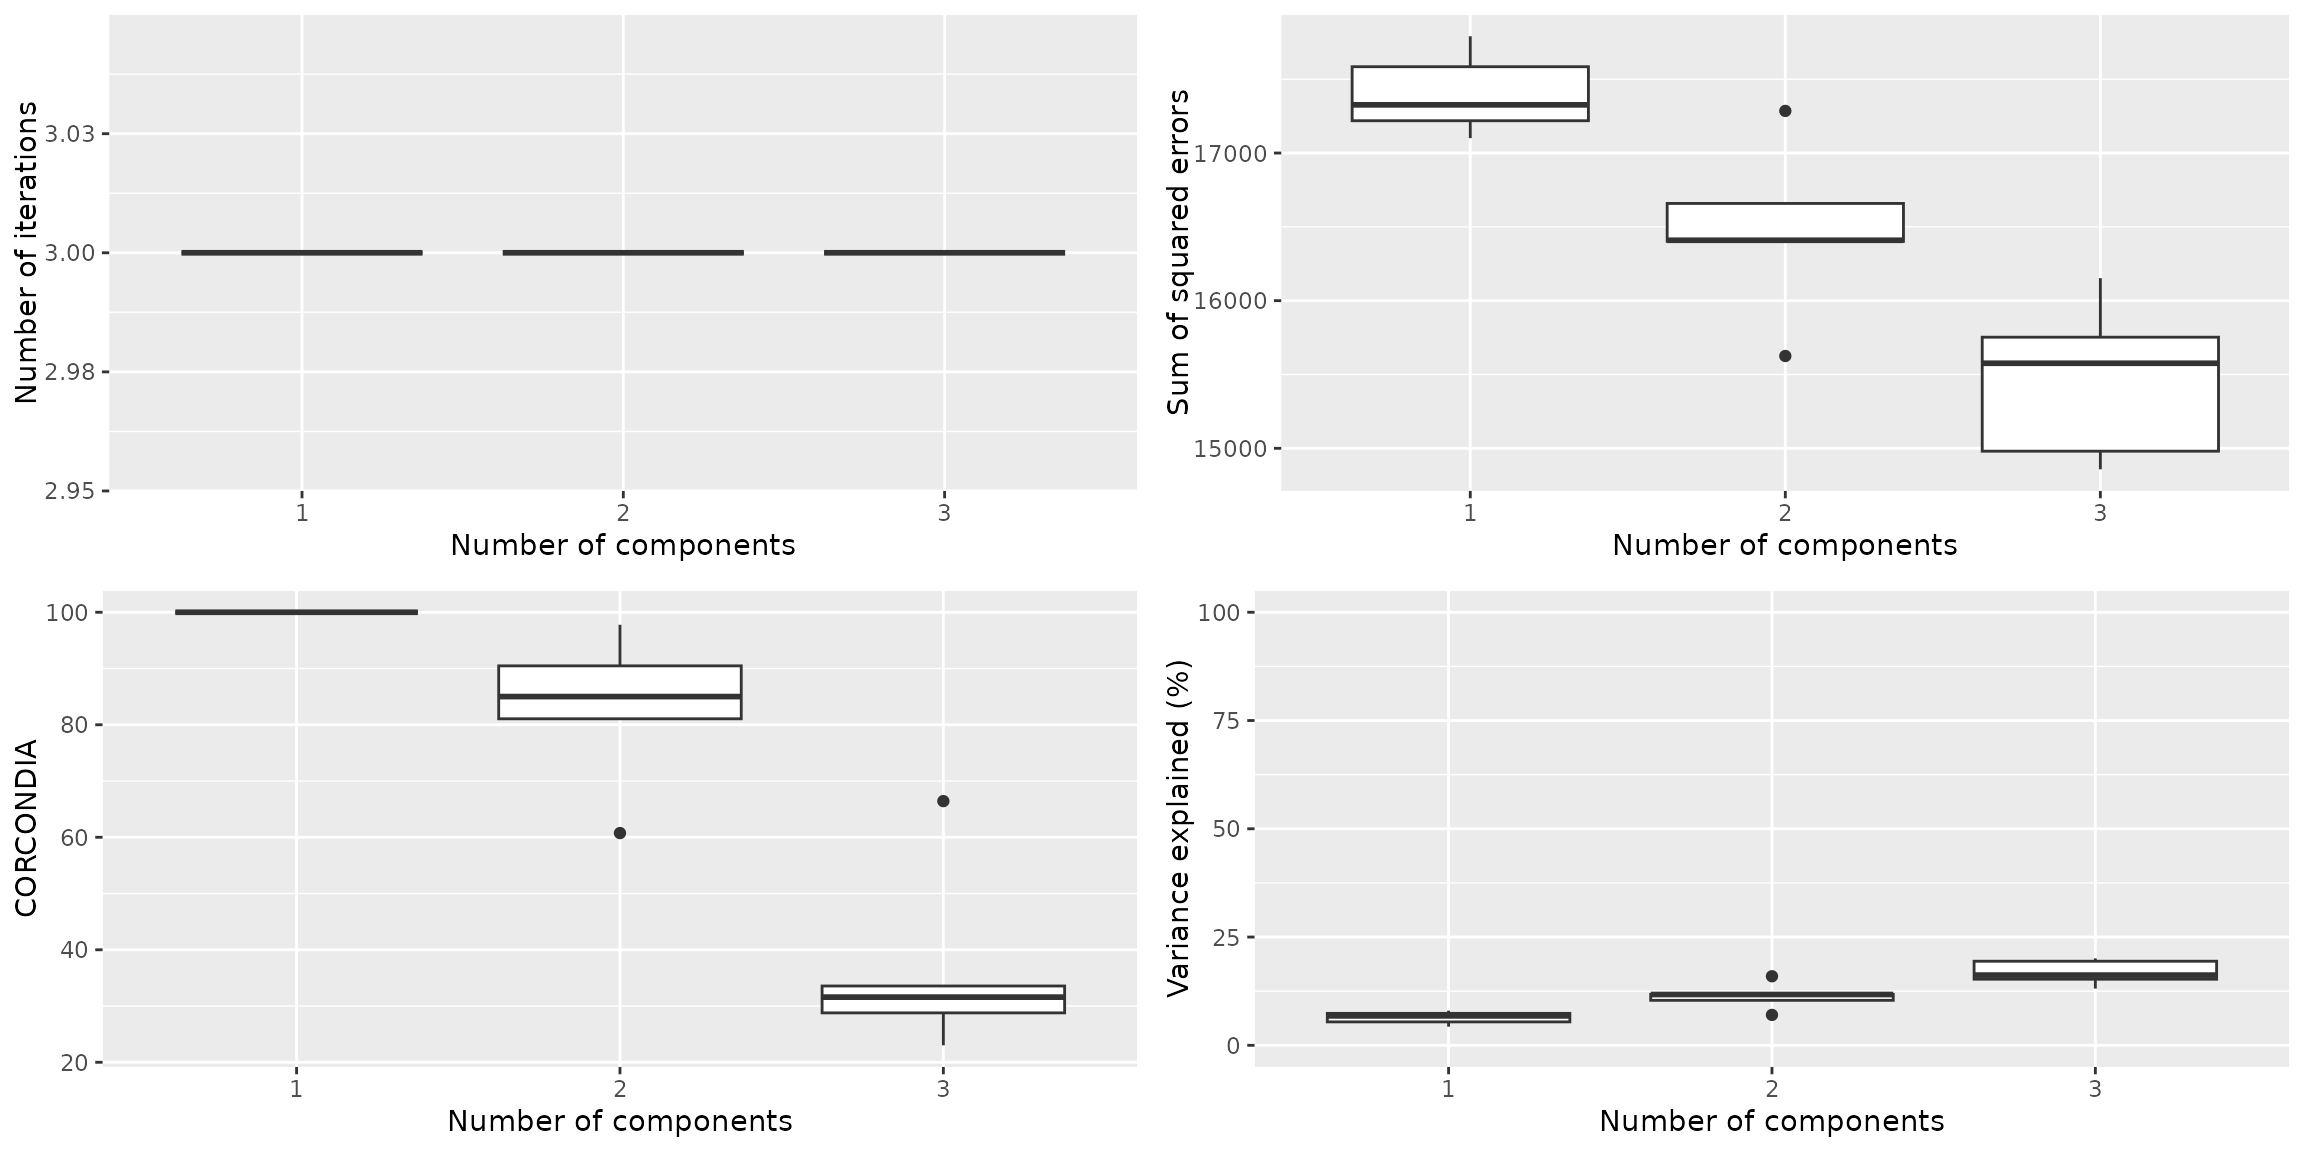 Number of iterations
3.03
3.00
2.98
2.95
1 2 3
Number of components
Sum of squared errors
17000
16000
15000
1 2 3
Number of components
CORCONDIA
100
80
60
40
20
1 2 3
Number of components
Variance explained (%)
100
75
50
25
0
1 2 3
Number of components